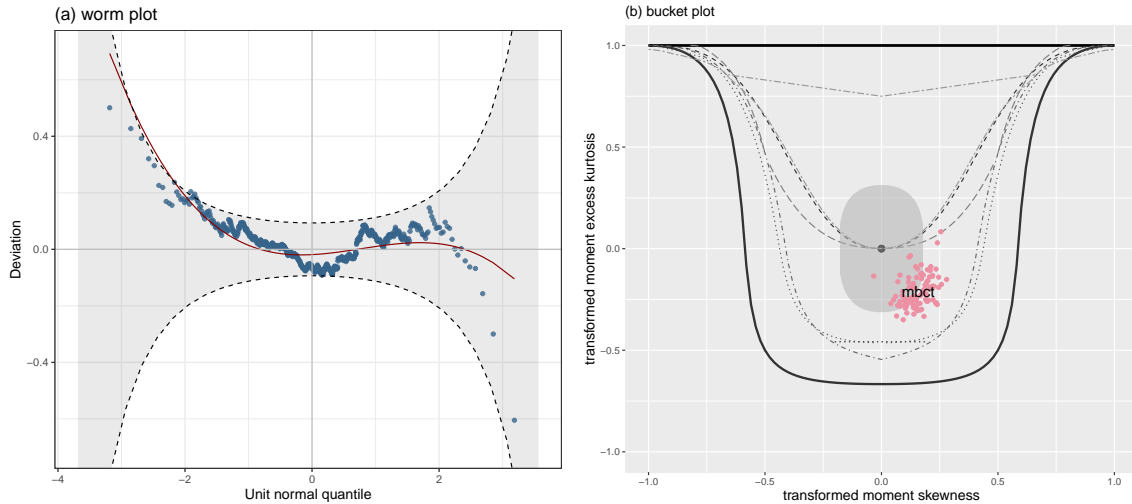 (a) worm plot
0.4
0.0
−0.4
Deviation
−4
−2
0
2
Unit normal quantile
(b) bucket plot
1.0
0.5
0.0
−0.5
−1.0
transformed moment excess kurtosis
mbct
−1.0
−0.5
0.0
0.5
1.0
transformed moment skewness